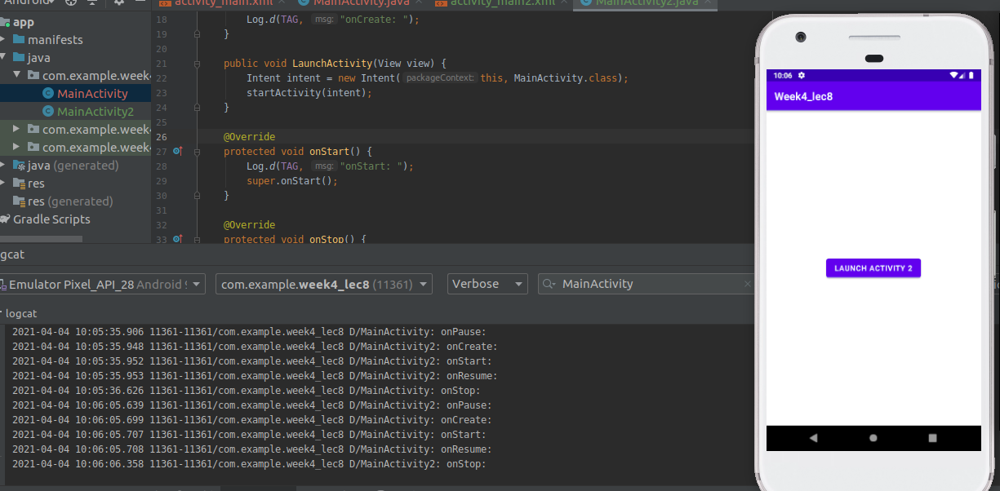 Android
activity_main.xml
MainActivity.java
activity_main2.xml
MainActivity2.java
app
manifests
java
com.example.week4
MainActivity
MainActivity2
com.example.week4
com.example.week4
java (generated)
res
res (generated)
Gradle Scripts
18 Log.d(TAG, msg: "onCreate: ");
19 }
20
21 public void LaunchActivity(View view) {
22 Intent intent = new Intent( packageContext: this, MainActivity.class);
23 startActivity(intent);
24 }
25
26 @Override
27 protected void onStart() {
28 Log.d(TAG, msg: "onStart: ");
29 super.onStart();
30 }
31
32 @Override
33 protected void onStop() {
gcat
Emulator Pixel_API_28 Android 9
com.example.week4_lec8 (11361)
Verbose
MainActivity
logcat
2021-04-04 10:05:35.906 11361-11361/com.example.week4_lec8 D/MainActivity: onPause:
2021-04-04 10:05:35.948 11361-11361/com.example.week4_lec8 D/MainActivity2: onCreate:
2021-04-04 10:05:35.952 11361-11361/com.example.week4_lec8 D/MainActivity2: onStart:
2021-04-04 10:05:35.953 11361-11361/com.example.week4_lec8 D/MainActivity2: onResume:
2021-04-04 10:05:36.626 11361-11361/com.example.week4_lec8 D/MainActivity: onStop:
2021-04-04 10:06:05.639 11361-11361/com.example.week4_lec8 D/MainActivity2: onPause:
2021-04-04 10:06:05.699 11361-11361/com.example.week4_lec8 D/MainActivity: onCreate:
2021-04-04 10:06:05.707 11361-11361/com.example.week4_lec8 D/MainActivity: onStart:
2021-04-04 10:06:05.708 11361-11361/com.example.week4_lec8 D/MainActivity: onResume:
2021-04-04 10:06:06.358 11361-11361/com.example.week4_lec8 D/MainActivity2: onStop:
10:06
Week4_lec8
LAUNCH ACTIVITY 2